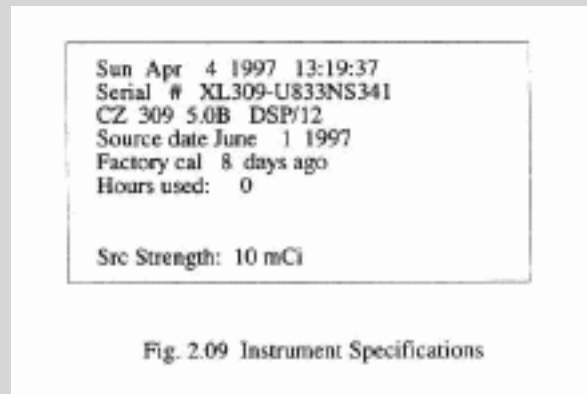 Sun Apr 4 1997 13:19:37
Serial # XL309-U833NS341
CZ 309 5.0B DSP/12
Source date June 1 1997
Factory cal 8 days ago
Hours used: 0
Src Strength: 10 mCi
Fig. 2.09 Instrument Specifications